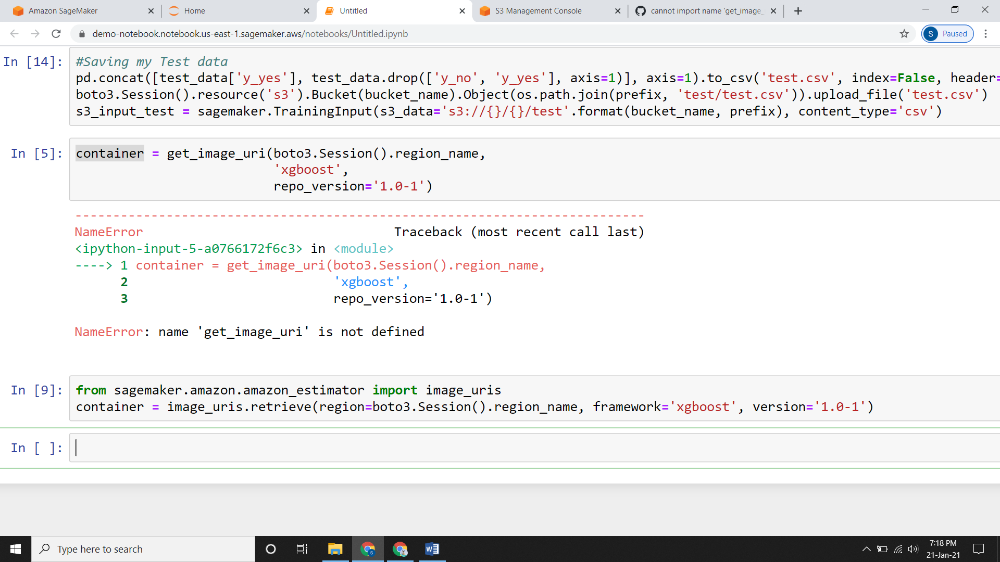 Amazon SageMaker
Home
Untitled
S3 Management Console
cannot import name 'get_image_
demo-notebook.notebook.us-east-1.sagemaker.aws/notebooks/Untitled.ipynb
S Paused
In [14]: #Saving my Test data
pd.concat([test_data['y_yes'], test_data.drop(['y_no', 'y_yes'], axis=1)], axis=1).to_csv('test.csv', index=False, header=
boto3.Session().resource('s3').Bucket(bucket_name).Object(os.path.join(prefix, 'test/test.csv')).upload_file('test.csv')
s3_input_test = sagemaker.TrainingInput(s3_data='s3://{}/{}/test'.format(bucket_name, prefix), content_type='csv')
In [5]: container = get_image_uri(boto3.Session().region_name,
'xgboost',
repo_version='1.0-1')
---------------------------------------------------------------------------
NameError Traceback (most recent call last)
<ipython-input-5-a0766172f6c3> in <module>
----> 1 container = get_image_uri(boto3.Session().region_name,
2 'xgboost',
3 repo_version='1.0-1')
NameError: name 'get_image_uri' is not defined
In [9]: from sagemaker.amazon.amazon_estimator import image_uris
container = image_uris.retrieve(region=boto3.Session().region_name, framework='xgboost', version='1.0-1')
In [ ]:
Type here to search
7:18 PM
21-Jan-21